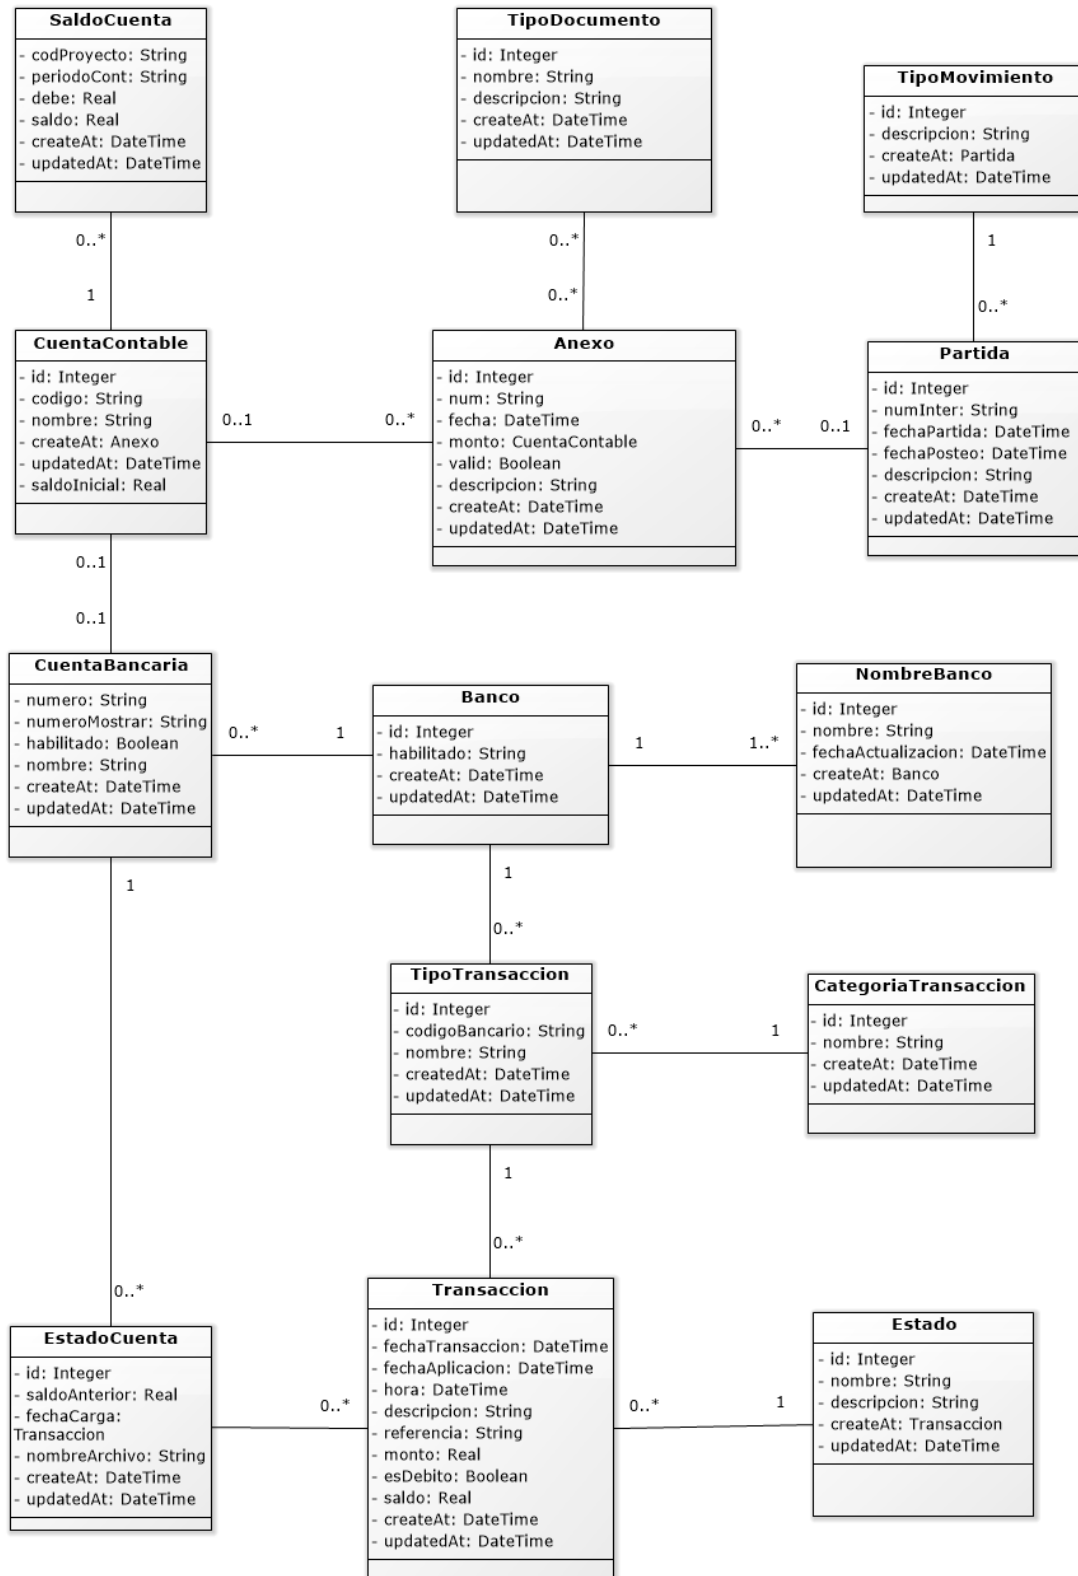 SaldoCuenta
- codProyecto: String
- periodoCont: String
- debe: Real
- saldo: Real
- createAt: DateTime
- updatedAt: DateTime
TipoDocumento
- id: Integer
- nombre: String
- descripcion: String
- createAt: DateTime
- updatedAt: DateTime
TipoMovimiento
- id: Integer
- descripcion: String
- createAt: Partida
- updatedAt: DateTime
0..*
1
0..*
0..*
1
0..*
CuentaContable
- id: Integer
- codigo: String
- nombre: String
- createAt: Anexo
- updatedAt: DateTime
- saldoInicial: Real
0..1
0..*
Anexo
- id: Integer
- num: String
- fecha: DateTime
- monto: CuentaContable
- valid: Boolean
- descripcion: String
- createAt: DateTime
- updatedAt: DateTime
0..*
0..1
Partida
- id: Integer
- numInter: String
- fechaPartida: DateTime
- fechaPosteo: DateTime
- descripcion: String
- createAt: DateTime
- updatedAt: DateTime
0..1
0..1
CuentaBancaria
- numero: String
- numeroMostrar: String
- habilitado: Boolean
- nombre: String
- createAt: DateTime
- updatedAt: DateTime
0..*
1
Banco
- id: Integer
- habilitado: String
- createAt: DateTime
- updatedAt: DateTime
1
1..*
NombreBanco
- id: Integer
- nombre: String
- fechaActualizacion: DateTime
- createAt: Banco
- updatedAt: DateTime
1
1
0..*
TipoTransaccion
- id: Integer
- codigoBancario: String
- nombre: String
- createdAt: DateTime
- updatedAt: DateTime
0..*
1
CategoriaTransaccion
- id: Integer
- nombre: String
- createAt: DateTime
- updatedAt: DateTime
1
0..*
0..*
EstadoCuenta
- id: Integer
- saldoAnterior: Real
- fechaCarga:
Transaccion
- nombreArchivo: String
- createAt: DateTime
- updatedAt: DateTime
0..*
Transaccion
- id: Integer
- fechaTransaccion: DateTime
- fechaAplicacion: DateTime
- hora: DateTime
- descripcion: String
- referencia: String
- monto: Real
- esDebito: Boolean
- saldo: Real
- createAt: DateTime
- updatedAt: DateTime
0..*
1
Estado
- id: Integer
- nombre: String
- descripcion: String
- createAt: Transaccion
- updatedAt: DateTime